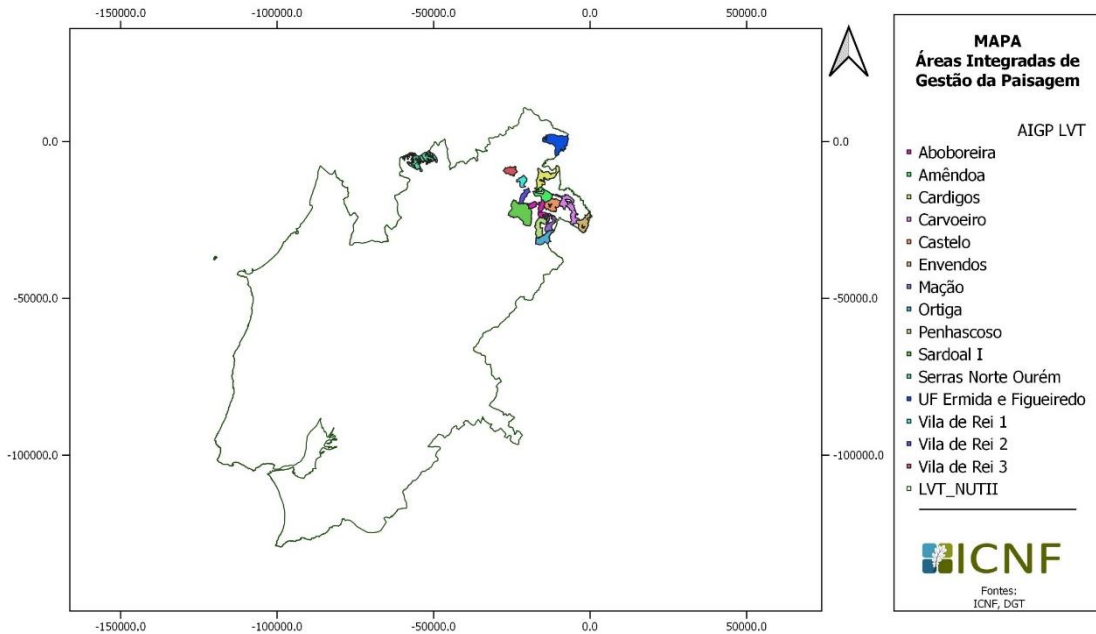 -150000.0 -100000.0 -50000.0 0.0 50000.0
0.0 0.0
-50000.0 -50000.0
-100000.0 -100000.0
-150000.0 -100000.0 -50000.0 0.0 50000.0
MAPA
Áreas Integradas de
Gestão da Paisagem
AIGP LVT
Aboboreira
Amêndoa
Cardigos
Carvoeiro
Castelo
Envendos
Mação
Ortiga
Penhascoso
Sardoal I
Serras Norte Ourém
UF Ermida e Figueiredo
Vila de Rei 1
Vila de Rei 2
Vila de Rei 3
LVT_NUTII
ICNF
Fontes:
ICNF, DGT